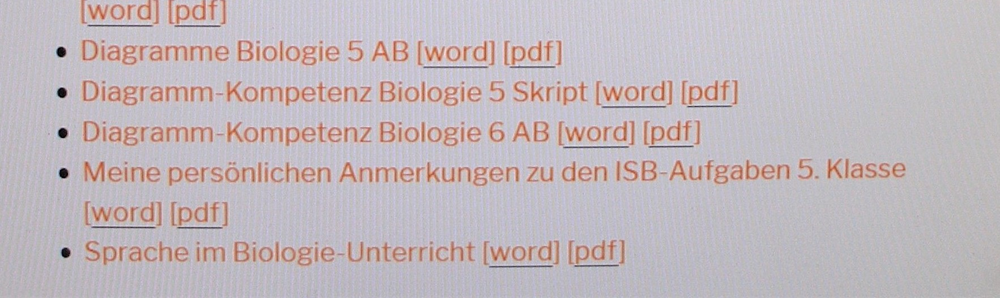 [word] [pdf]
• Diagramme Biologie 5 AB [word] [pdf]
• Diagramm-Kompetenz Biologie 5 Skript [word] [pdf]
• Diagramm-Kompetenz Biologie 6 AB [word] [pdf]
• Meine persönlichen Anmerkungen zu den ISB-Aufgaben 5. Klasse
[word] [pdf]
• Sprache im Biologie-Unterricht [word] [pdf]